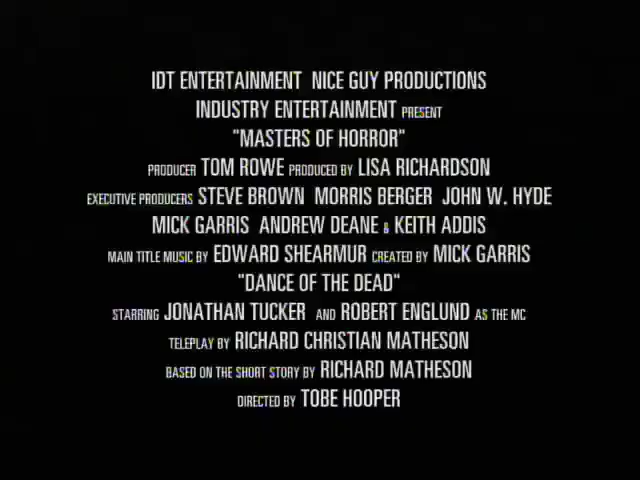 IDT ENTERTAINMENT NICE GUY PRODUCTIONS
INDUSTRY ENTERTAINMENT PRESENT
"MASTERS OF HORROR"
PRODUCER TOM ROWE PRODUCED BY LISA RICHARDSON
EXECUTIVE PRODUCERS STEVE BROWN MORRIS BERGER JOHN W. HYDE
MICK GARRIS ANDREW DEANE & KEITH ADDIS
MAIN TITLE MUSIC BY EDWARD SHEARMUR CREATED BY MICK GARRIS
"DANCE OF THE DEAD"
STARRING JONATHAN TUCKER AND ROBERT ENGLUND AS THE MC
TELEPLAY BY RICHARD CHRISTIAN MATHESON
BASED ON THE SHORT STORY BY RICHARD MATHESON
DIRECTED BY TOBE HOOPER